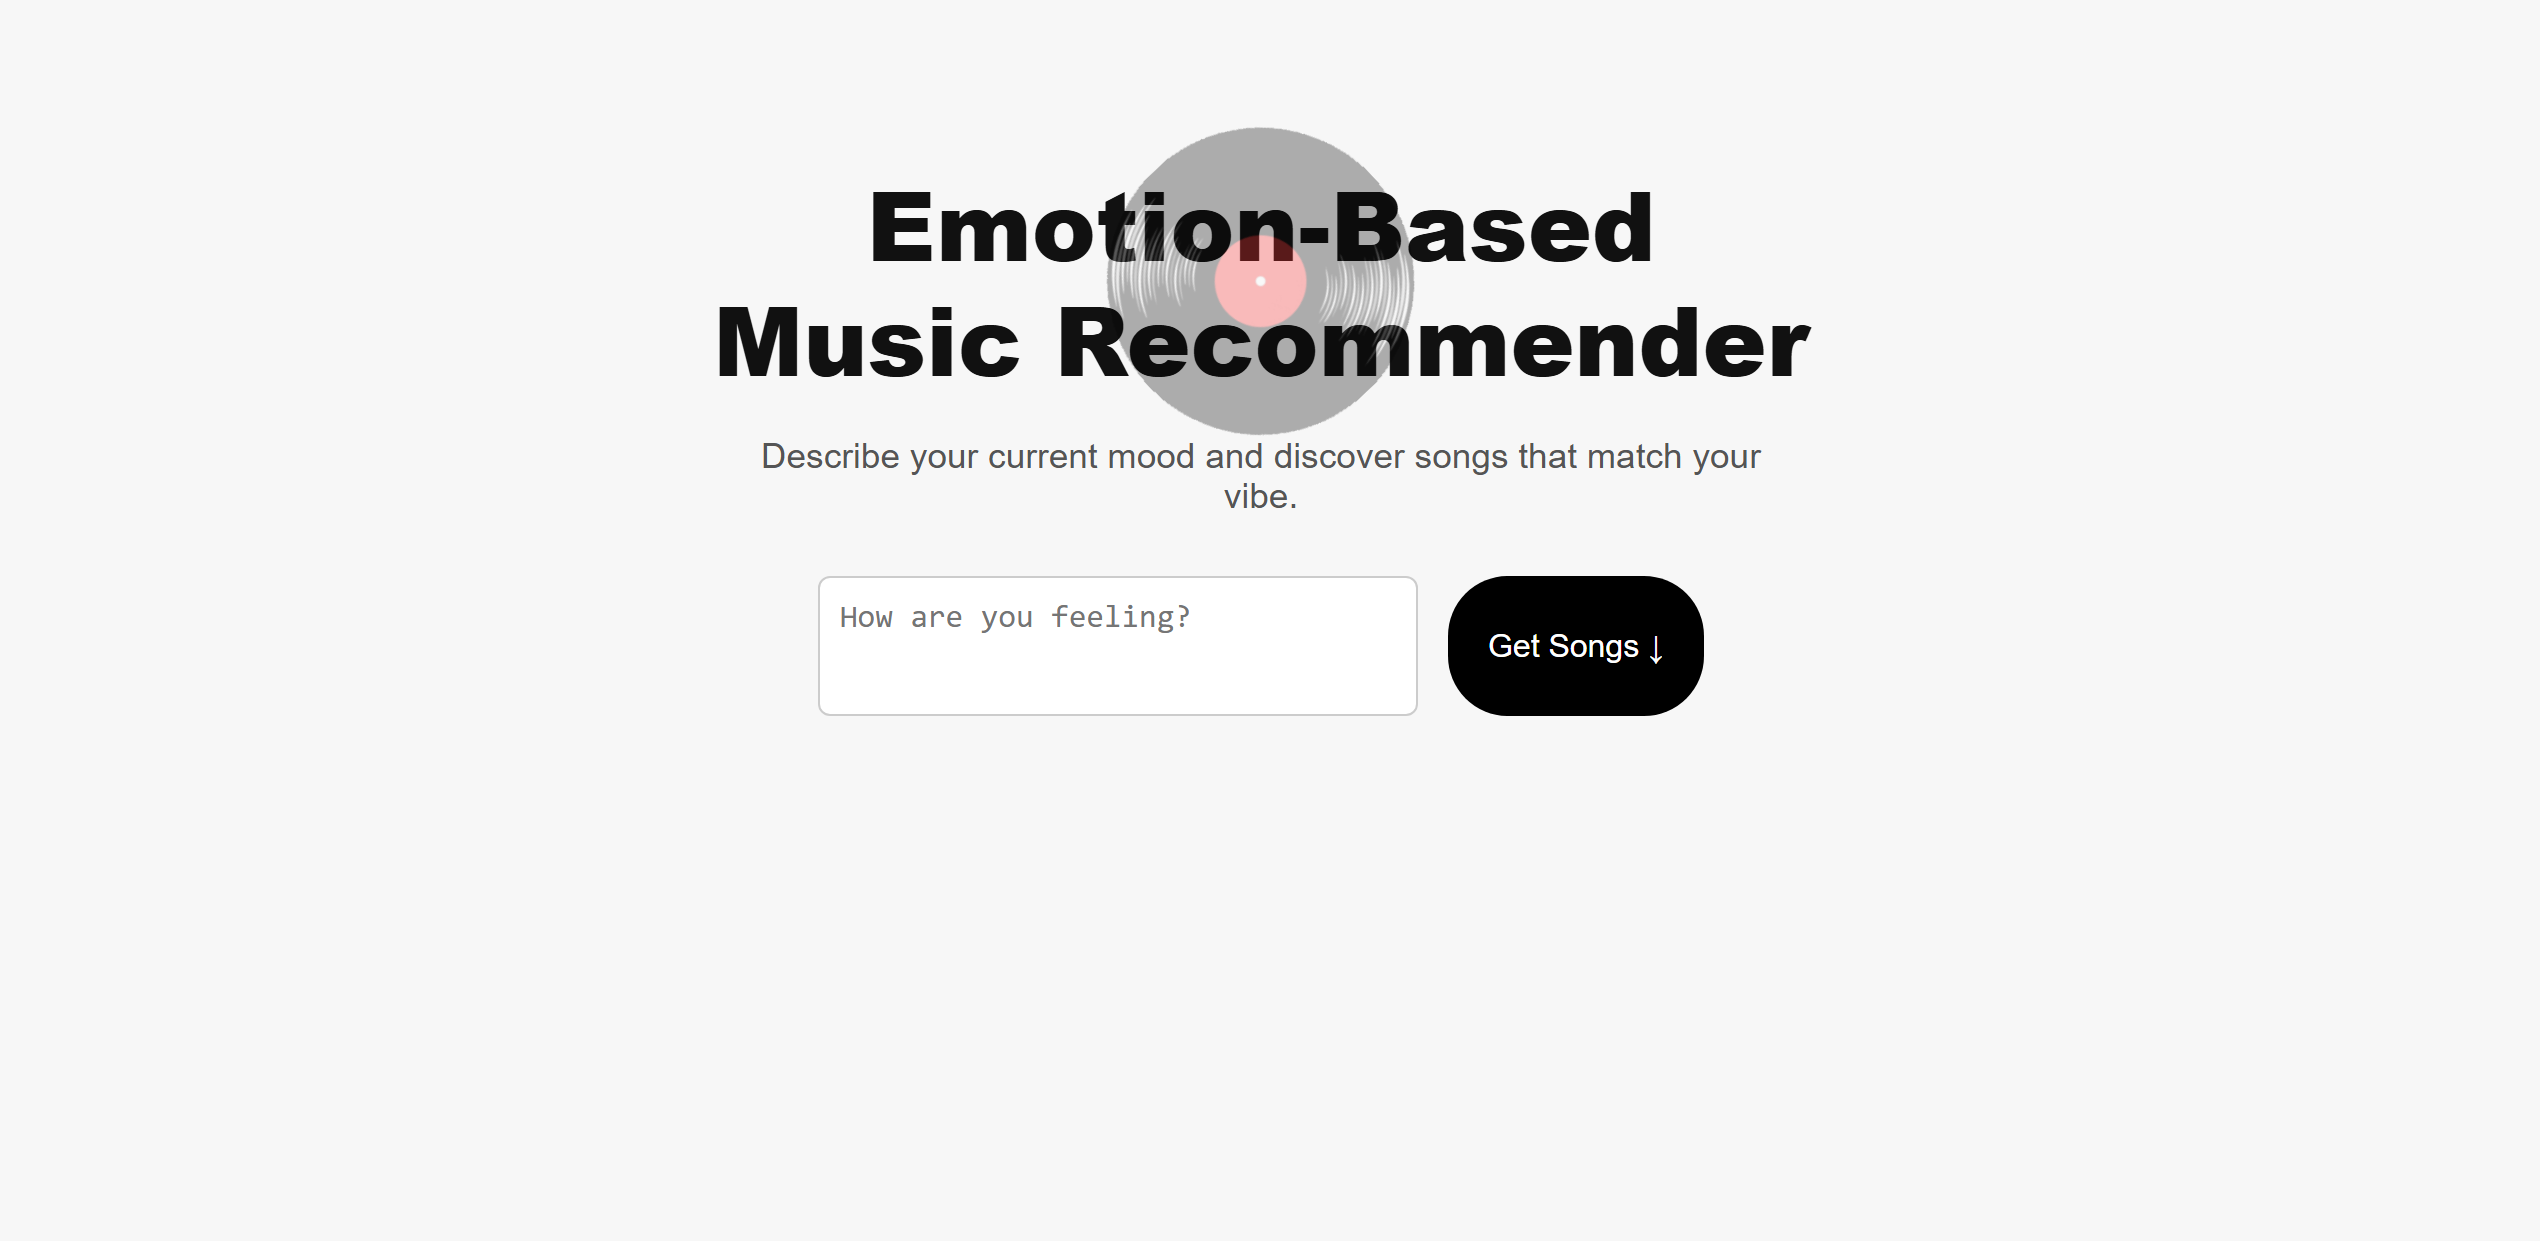 Emotion-Based
Music Recommender
Describe your current mood and discover songs that match your
vibe.
How are you feeling?
Get Songs ↓